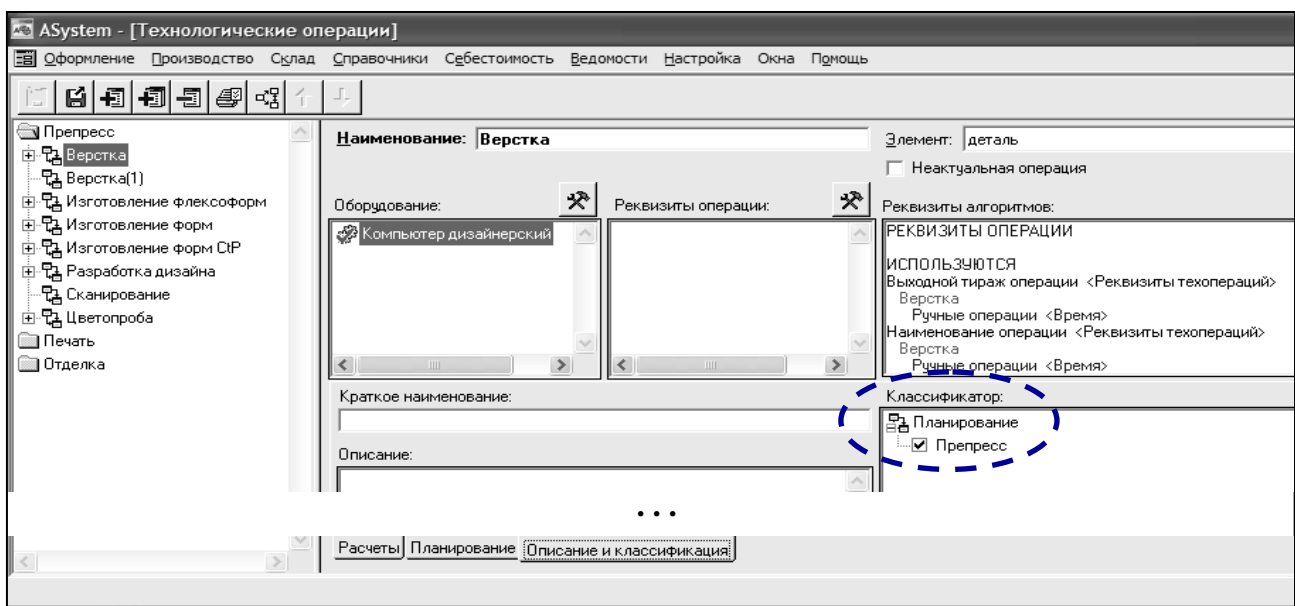 ASystem - [Технологические операции]
Оформление Производство Склад Справочники Себестоимость Ведомости Настройка Окна Помощь
Препресс
Верстка
Верстка(1)
Изготовление флексоформ
Изготовление форм
Изготовление форм CtP
Разработка дизайна
Сканирование
Цветопроба
Печать
Отделка
Наименование: Верстка
Элемент: деталь
Неактуальная операция
Оборудование:
Компьютер дизайнерский
Реквизиты операции:
Реквизиты алгоритмов:
РЕКВИЗИТЫ ОПЕРАЦИИ
ИСПОЛЬЗУЮТСЯ
Выходной тираж операции <Реквизиты техопераций>
Верстка
Ручные операции <Время>
Наименование операции <Реквизиты техопераций>
Верстка
Ручные операции <Время>
Краткое наименование:
Классификатор:
Планирование
Препресс
Описание:
...
Расчеты Планирование Описание и классификация